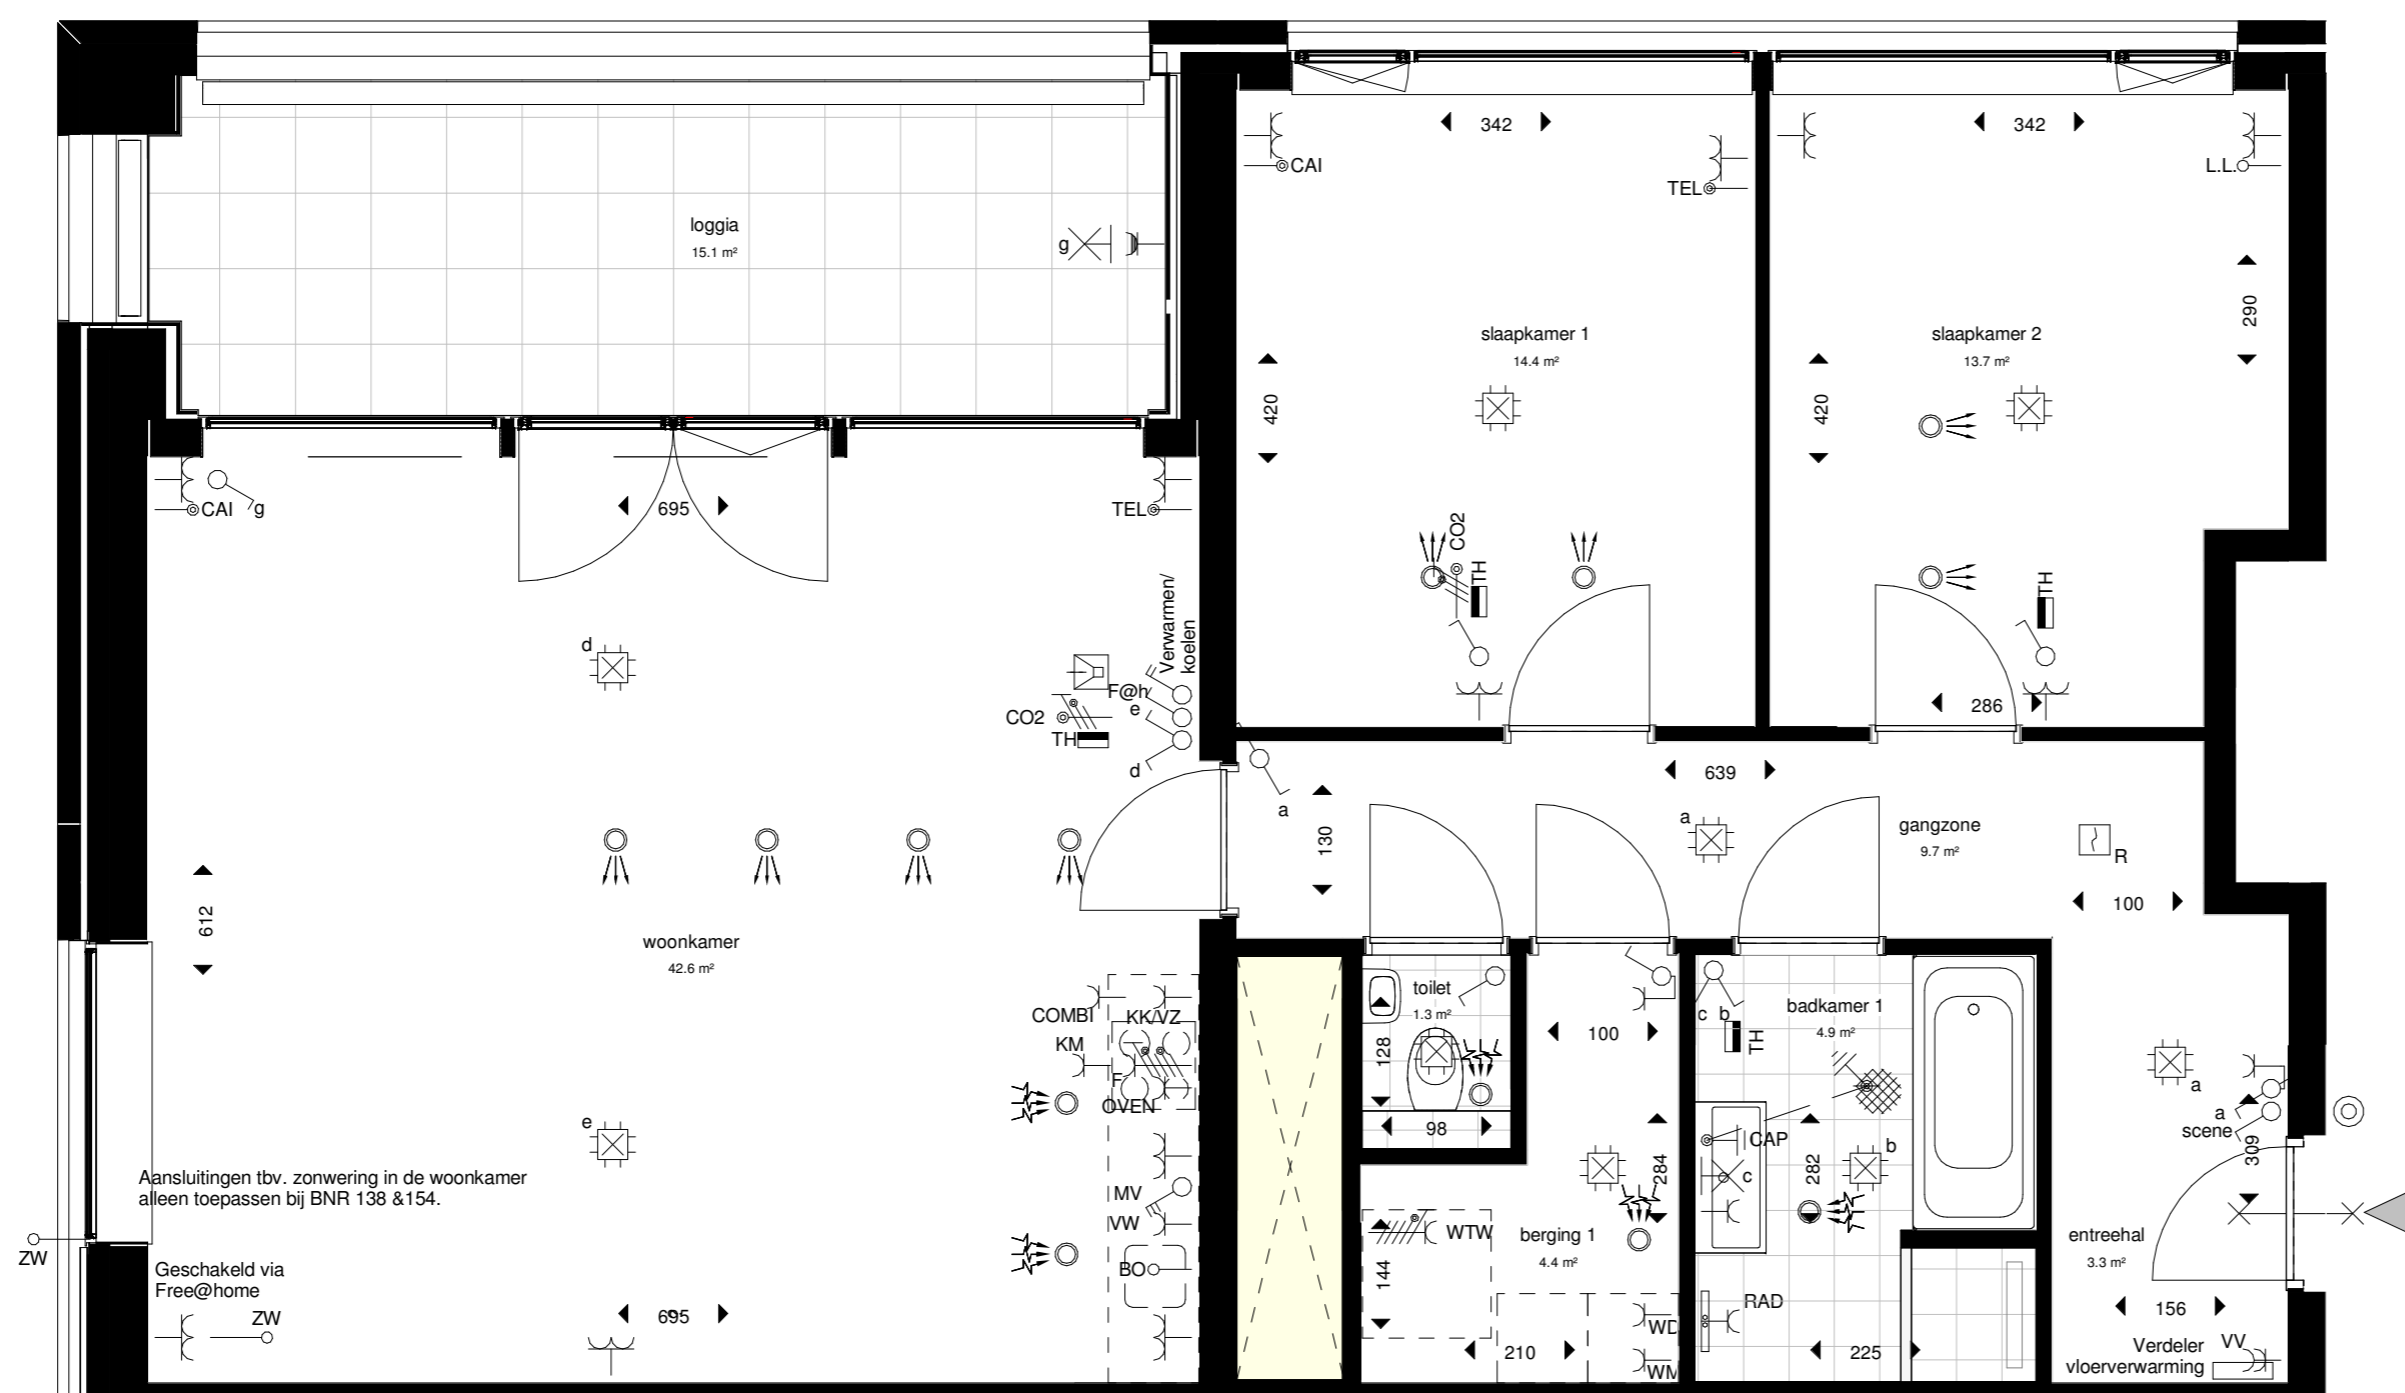 342
342
CAI
TEL
L.L.
loggia
15.1 m²
g
290
slaapkamer 1
14.4 m²
slaapkamer 2
13.7 m²
420
420
CAI
g
695
TEL
CO2
TH
TH
Verwarmen/
koelen
d
F@h
e
CO2
TH
d
286
639
a
a
130
gangzone
9.7 m²
R
100
612
woonkamer
42.6 m²
toilet
1.3 m²
badkamer 1
4.9 m²
COMBI
KK/VZ
KM
F
OVEN
c
b
TH
100
128
98
a
a
scene
309
e
Aansluitingen tbv. zonwering in de woonkamer
alleen toepassen bij BNR 138 &154.
CAP
b
c
282
284
MV
VW
WTW
berging 1
4.4 m²
entreehal
3.3 m²
ZW
Geschakeld via
Free@home
BO
144
ZW
695
RAD
WD
156
210
225
Verdeler
vloerverwarming
VV
WM